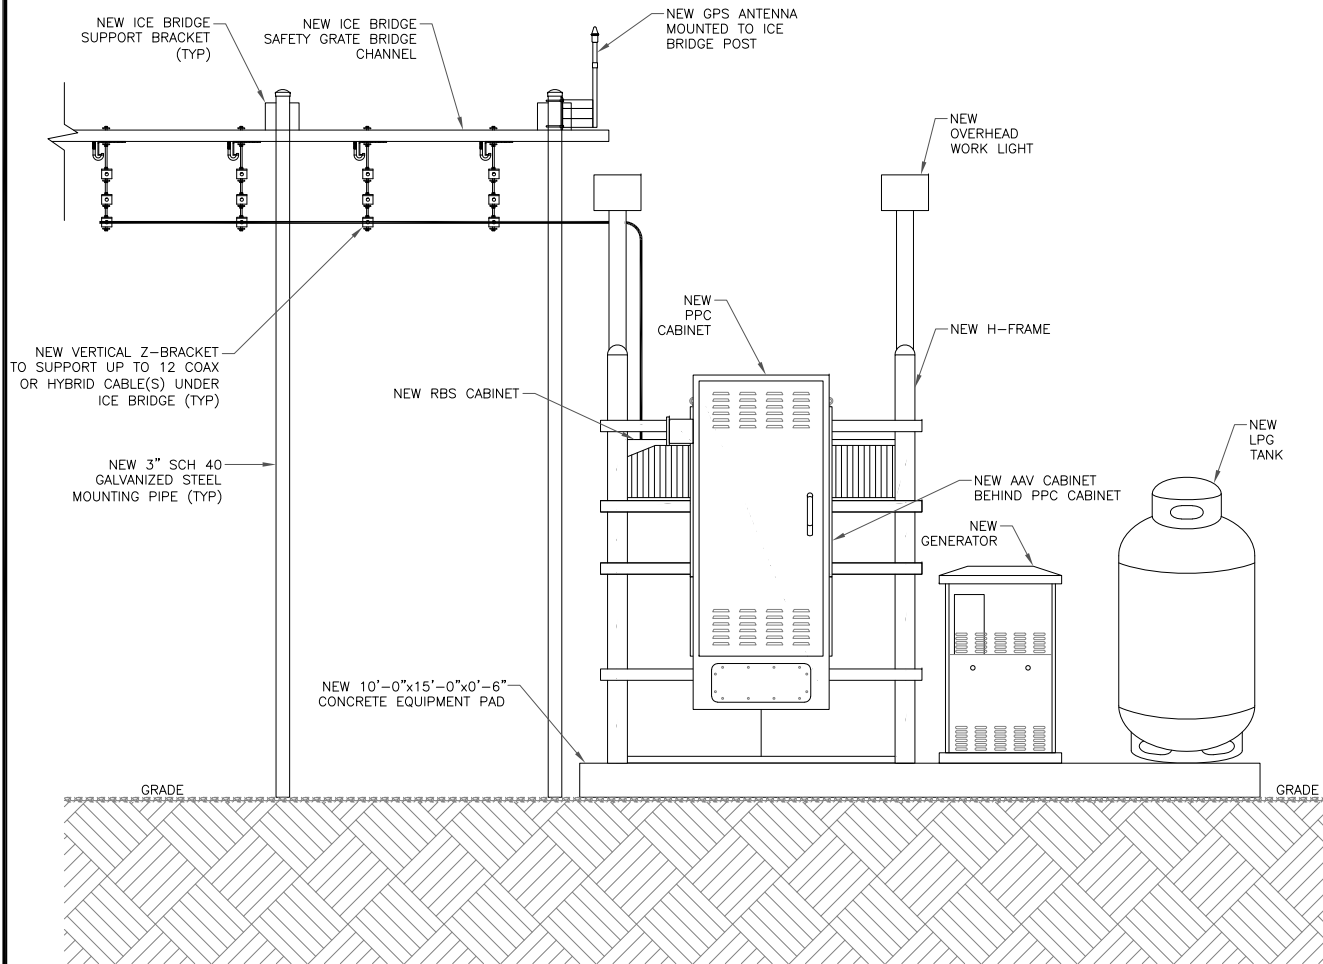 NEW ICE BRIDGE
SUPPORT BRACKET
(TYP)
NEW ICE BRIDGE
SAFETY GRATE BRIDGE
CHANNEL
NEW GPS ANTENNA
MOUNTED TO ICE
BRIDGE POST
NEW
OVERHEAD
WORK LIGHT
NEW
PPC
CABINET
NEW H-FRAME
NEW VERTICAL Z-BRACKET
TO SUPPORT UP TO 12 COAX
OR HYBRID CABLE(S) UNDER
ICE BRIDGE (TYP)
NEW RBS CABINET
NEW
LPG
TANK
NEW 3" SCH 40
GALVANIZED STEEL
MOUNTING PIPE (TYP)
NEW AAV CABINET
BEHIND PPC CABINET
NEW
GENERATOR
NEW 10'-0"x15'-0"x0'-6"
CONCRETE EQUIPMENT PAD
GRADE
GRADE